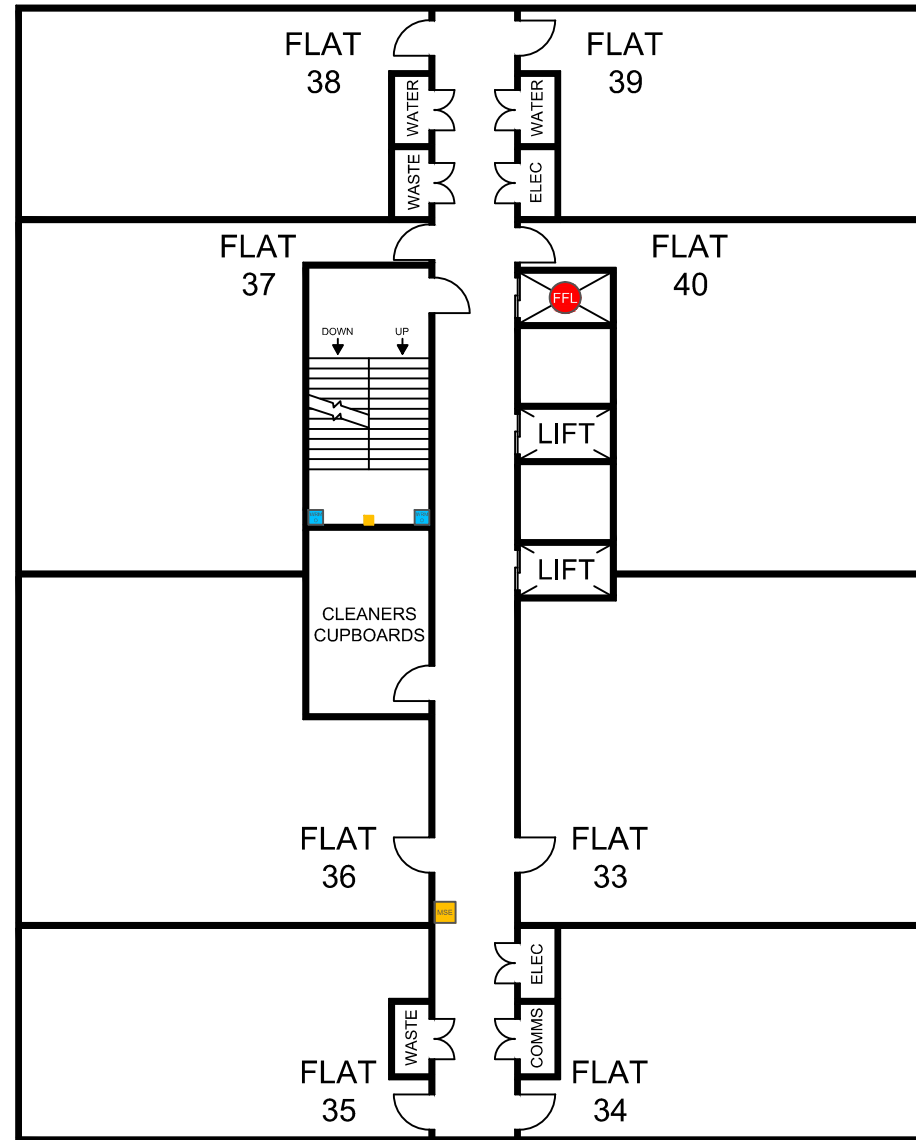 FLAT
38
FLAT
39
WATER
WATER
WASTE
ELEC
FLAT
37
FLAT
40
FFL
DOWN
UP
LIFT
LIFT
CLEANERS
CUPBOARDS
FLAT
36
FLAT
33
MSE
ELEC
WASTE
COMMS
FLAT
35
FLAT
34